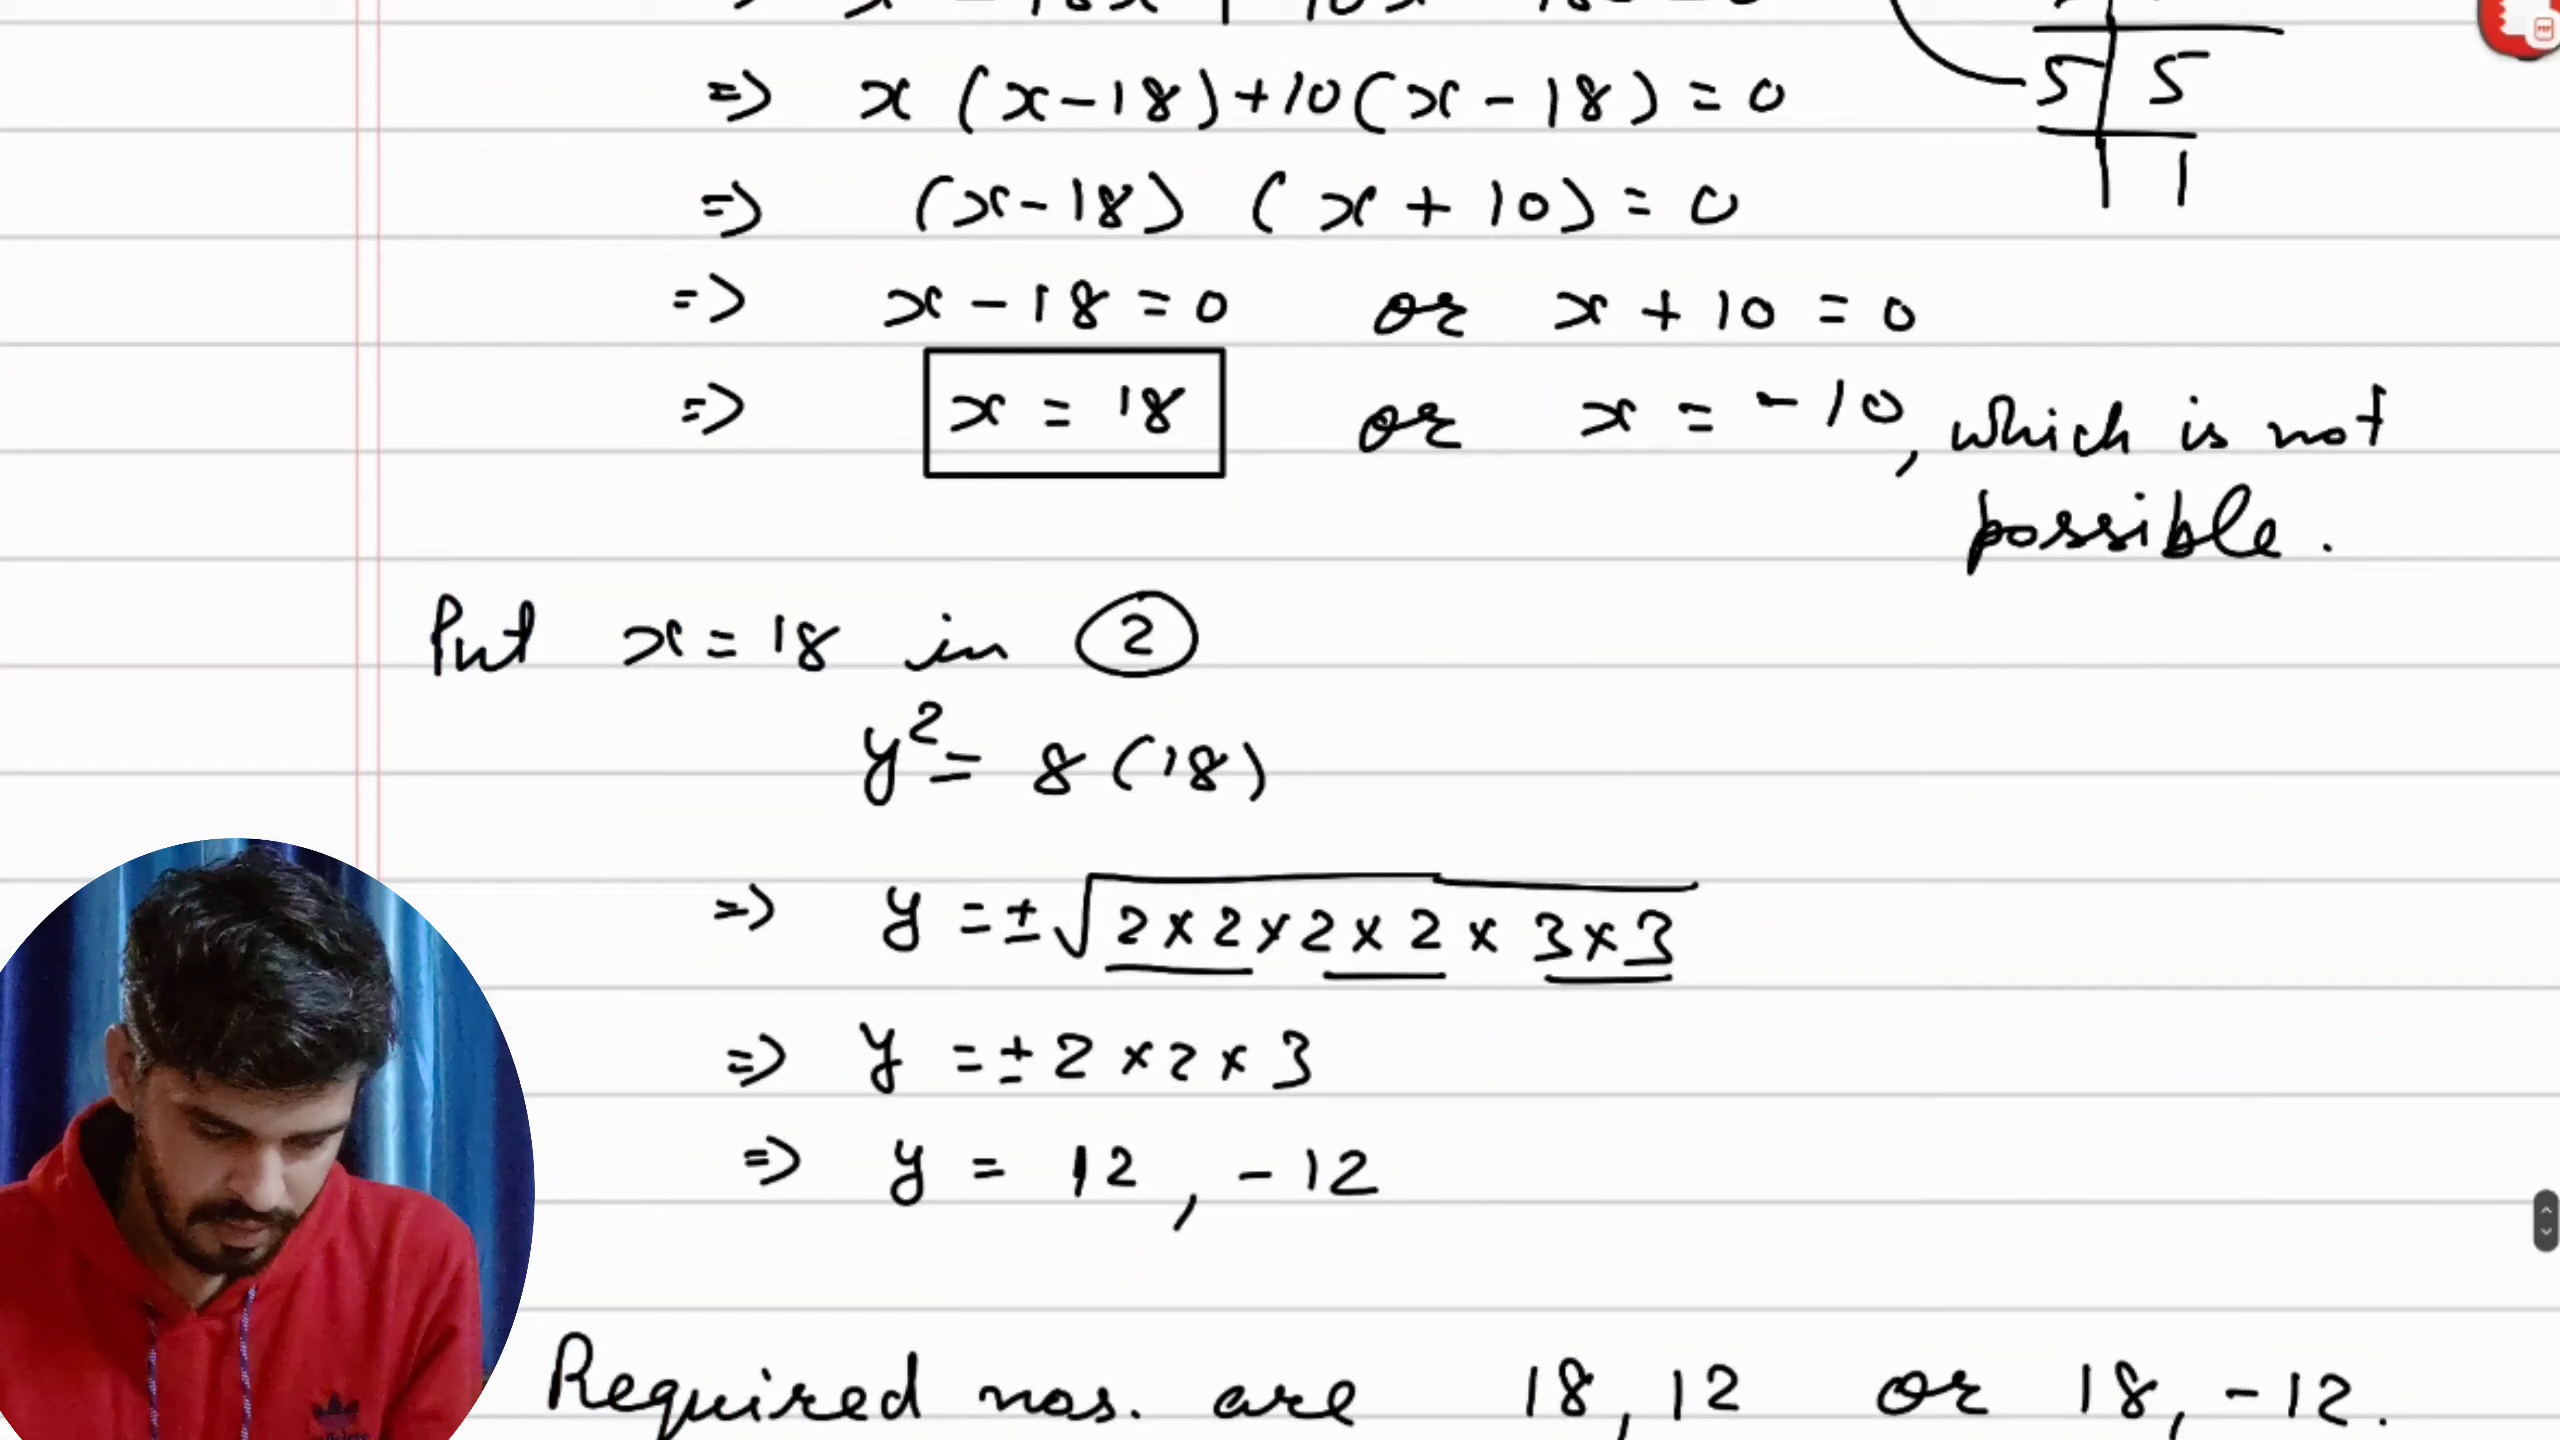 => x (x-18)+10(x-18) = 0
5 | 5
1
=> (x-18) (x + 10) = 0
=> x - 18 = 0 or x + 10 = 0
=> x = 18 or x = -10, which is not
possible.
Put x = 18 in 2
y² = 8 (18)
=> y = ± √2 × 2 × 2 × 2 × 3 × 3
=> y = ± 2 × 2 × 3
=> y = 12, -12
Required nos. are 18, 12 or 18, -12.